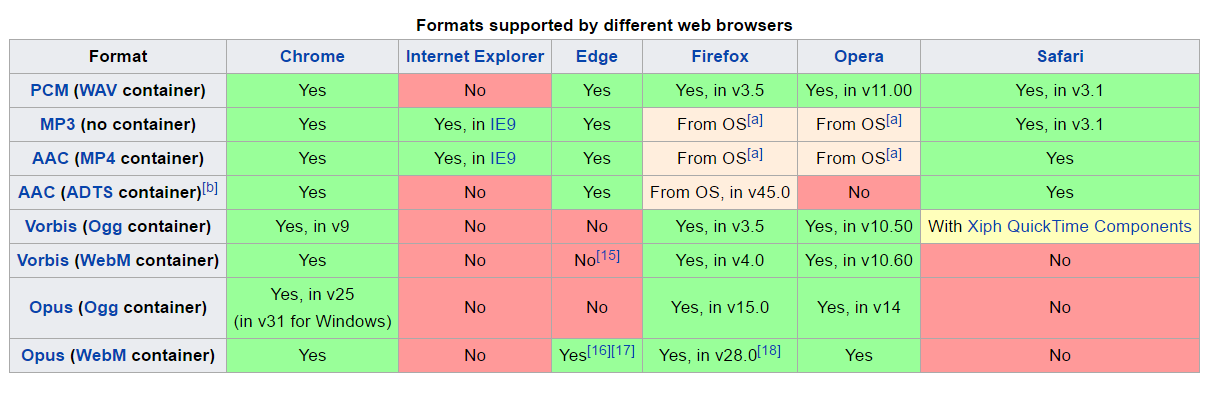 Formats supported by different web browsers
Format Chrome Internet Explorer Edge Firefox Opera Safari
PCM (WAV container) Yes No Yes Yes, in v3.5 Yes, in v11.00 Yes, in v3.1
MP3 (no container) Yes Yes, in IE9 Yes From OS[a] From OS[a] Yes, in v3.1
AAC (MP4 container) Yes Yes, in IE9 Yes From OS[a] From OS[a] Yes
AAC (ADTS container)[b] Yes No Yes From OS, in v45.0 No Yes
Vorbis (Ogg container) Yes, in v9 No No Yes, in v3.5 Yes, in v10.50 With Xiph QuickTime Components
Vorbis (WebM container) Yes No No[15] Yes, in v4.0 Yes, in v10.60 No
Opus (Ogg container) Yes, in v25 (in v31 for Windows) No No Yes, in v15.0 Yes, in v14 No
Opus (WebM container) Yes No Yes[16][17] Yes, in v28.0[18] Yes No